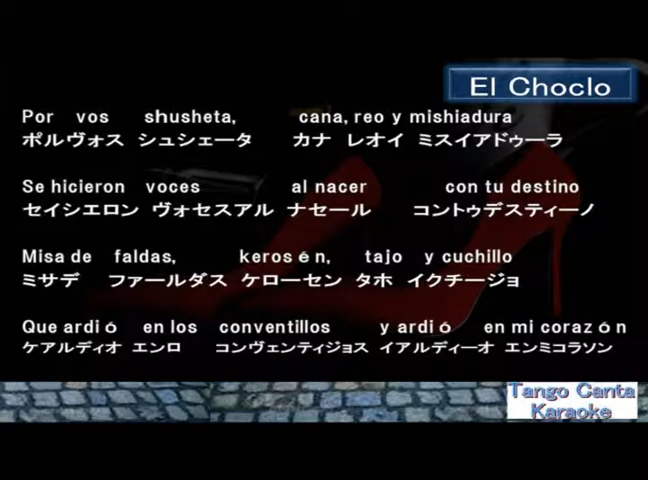 El Choclo
Por vos shusheta, cana, reo y mishiadura
ポルヴォス シュシェータ カナ レオイ ミスイアドゥーラ
Se hicieron voces al nacer con tu destino
セイシエロン ヴォセスアル ナセール コントゥデスティーノ
Misa de faldas, kerosén, tajo y cuchillo
ミサデ ファールダス ケローセン タホ イクチージョ
Que ardió en los conventillos y ardió en mi corazón
ケアルディオ エンロ コンヴェンティジョス イアルディーオ エンミコラソン
Tango Canta
Karaoke